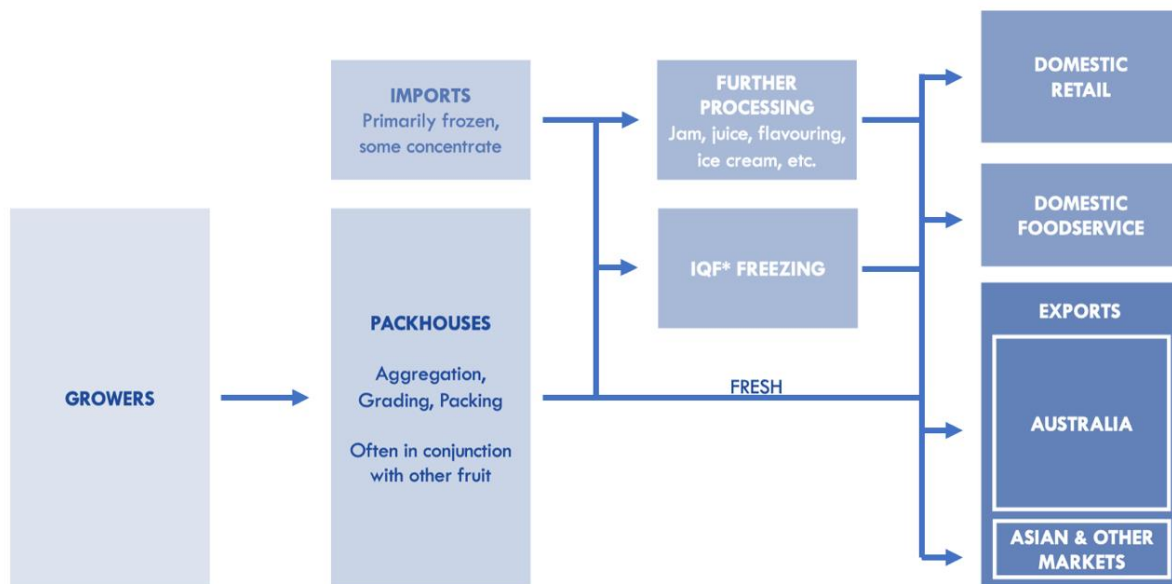 GROWERS
IMPORTS
Primarily frozen,
some concentrate
PACKHOUSES
Aggregation,
Grading, Packing
Often in conjunction
with other fruit
FURTHER
PROCESSING
Jam, juice, flavouring,
ice cream, etc.
IQF* FREEZING
FRESH
DOMESTIC
RETAIL
DOMESTIC
FOODSERVICE
EXPORTS
AUSTRALIA
ASIAN & OTHER
MARKETS